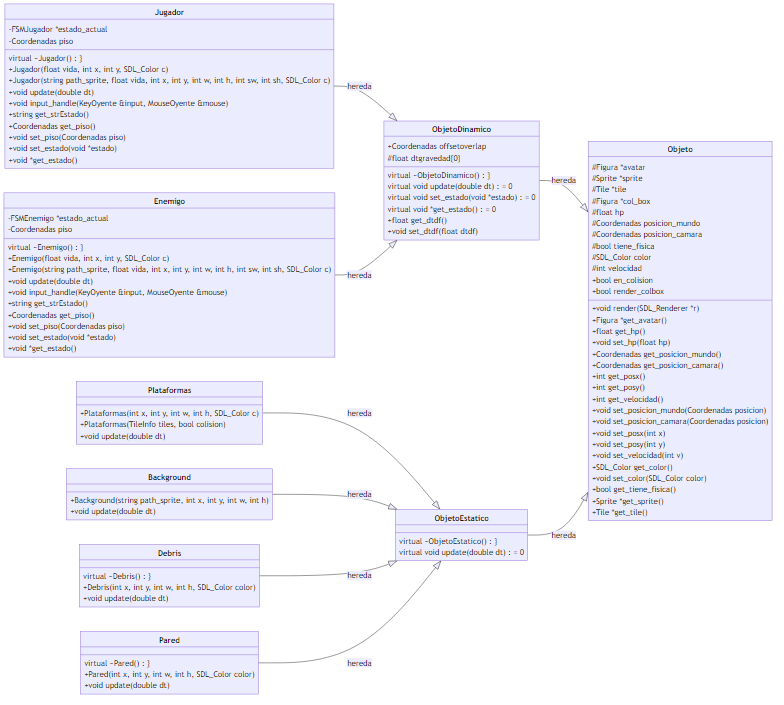 Jugador
-FSMJugador *estado_actual
-Coordenadas piso
virtual ~Jugador() : }
+Jugador(float vida, int x, int y, SDL_Color c)
+Jugador(string path_sprite, float vida, int x, int y, int w, int h, int sw, int sh, SDL_Color c)
+void update(double dt)
+void input_handle(KeyOyente &input, MouseOyente &mouse)
+string get_strEstado()
+Coordenadas get_piso()
+void set_piso(Coordenadas piso)
+void set_estado(void *estado)
+void *get_estado()
hereda
Enemigo
-FSMEnemigo *estado_actual
-Coordenadas piso
virtual ~Enemigo() : }
+Enemigo(float vida, int x, int y, SDL_Color c)
+Enemigo(string path_sprite, float vida, int x, int y, int w, int h, int sw, int sh, SDL_Color c)
+void update(double dt)
+void input_handle(KeyOyente &input, MouseOyente &mouse)
+string get_strEstado()
+Coordenadas get_piso()
+void set_piso(Coordenadas piso)
+void set_estado(void *estado)
+void *get_estado()
hereda
ObjetoDinamico
+Coordenadas offsetoverlap
#float dtgravedad[0]
virtual ~ObjetoDinamico() : }
virtual void update(double dt) : = 0
virtual void set_estado(void *estado) : = 0
virtual void *get_estado() : = 0
+float get_dtdf()
+void set_dtdf(float dtdf)
hereda
Objeto
#Figura *avatar
#Sprite *sprite
#Tile *tile
#Figura *col_box
#float hp
#Coordenadas posicion_mundo
#Coordenadas posicion_camara
#bool tiene_fisica
#SDL_Color color
#int velocidad
+bool en_colision
+bool render_colbox
+void render(SDL_Renderer *r)
+Figura *get_avatar()
+float get_hp()
+void set_hp(float hp)
+Coordenadas get_posicion_mundo()
+Coordenadas get_posicion_camara()
+int get_posx()
+int get_posy()
+int get_velocidad()
+void set_posicion_mundo(Coordenadas posicion)
+void set_posicion_camara(Coordenadas posicion)
+void set_posx(int x)
+void set_posy(int y)
+void set_velocidad(int v)
+SDL_Color get_color()
+void set_color(SDL_Color color)
+bool get_tiene_fisica()
+Sprite *get_sprite()
+Tile *get_tile()
Plataformas
+Plataformas(int x, int y, int w, int h, SDL_Color c)
+Plataformas(TileInfo tiles, bool colision)
+void update(double dt)
hereda
Background
+Background(string path_sprite, int x, int y, int w, int h)
+void update(double dt)
hereda
Debris
virtual ~Debris() : }
+Debris(int x, int y, int w, int h, SDL_Color color)
+void update(double dt)
hereda
Pared
virtual ~Pared() : }
+Pared(int x, int y, int w, int h, SDL_Color color)
+void update(double dt)
hereda
ObjetoEstatico
virtual ~ObjetoEstatico() : }
virtual void update(double dt) : = 0
hereda